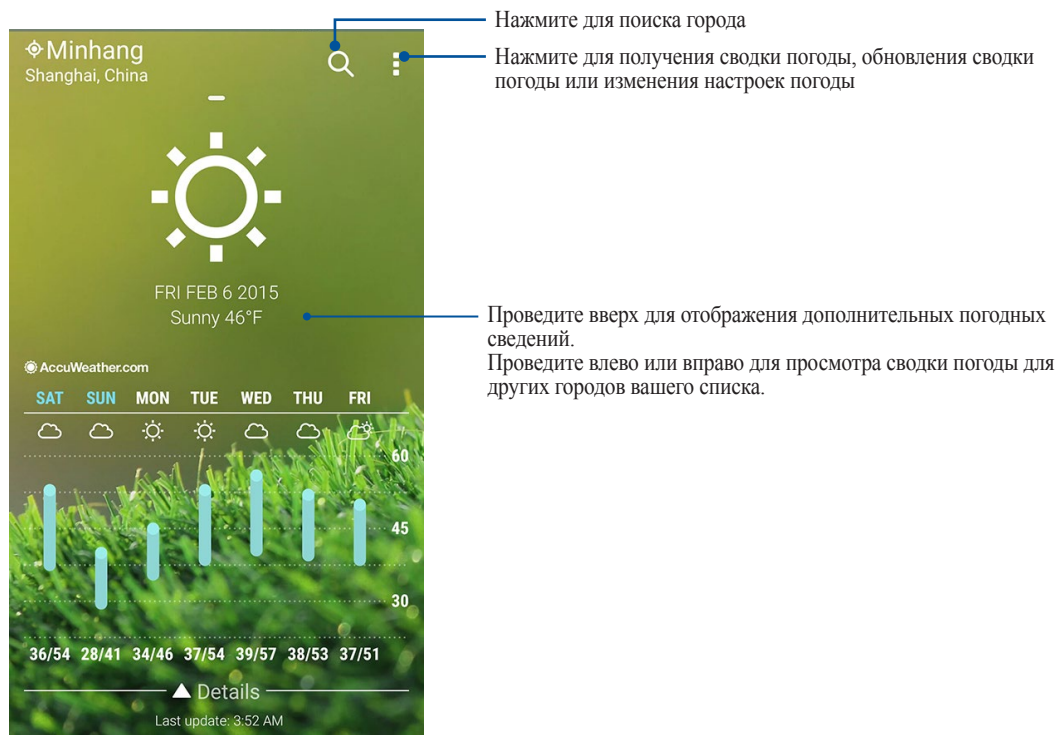 Нажмите для поиска города
Нажмите для получения сводки погоды, обновления сводки
погоды или изменения настроек погоды
Minhang
Shanghai, China
FRI FEB 6 2015
Sunny 46°F
Проведите вверх для отображения дополнительных погодных
сведений.
Проведите влево или вправо для просмотра сводки погоды для
других городов вашего списка.
AccuWeather.com
SAT SUN MON TUE WED THU FRI
60
45
30
36/54 28/41 34/46 37/54 39/57 38/53 37/51
Details
Last update: 3:52 AM